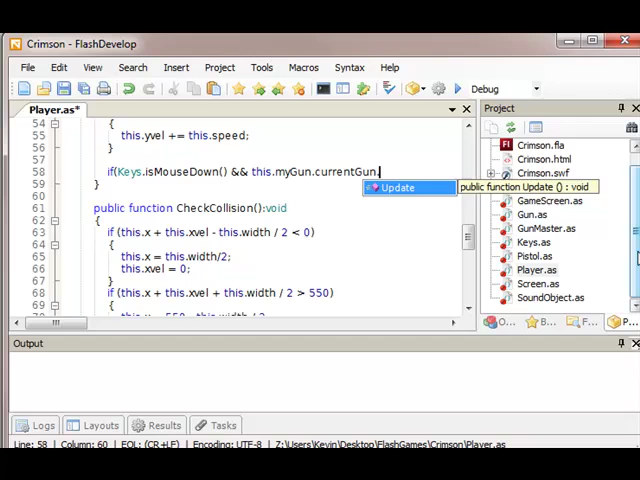 Crimson - FlashDevelop
File Edit View Search Insert Project Tools Macros Syntax Help
Debug
Player.as*
Project
54 {
55 this.yvel += this.speed;
56 }
57
58 if(Keys.isMouseDown() && this.myGun.currentGun.
59 }
60
61 public function CheckCollision():void
62 {
63 if (this.x + this.xvel - this.width / 2 < 0)
64 {
65 this.x = this.width/2;
66 this.xvel = 0;
67 }
68 if (this.x + this.xvel + this.width / 2 > 550)
69 {
Update
public function Update () : void
Crimson.fla
Crimson.html
Crimson.swf
GameScreen.as
Gun.as
GunMaster.as
Keys.as
Pistol.as
Player.as
Screen.as
SoundObject.as
O... B... F... P...
Output
Logs Layouts Results Tasks
Line: 58 Column: 60 EOL: (CR+LF) Encoding: UTF-8 Z:\Users\Kevin\Desktop\FlashGames\Crimson\Player.as